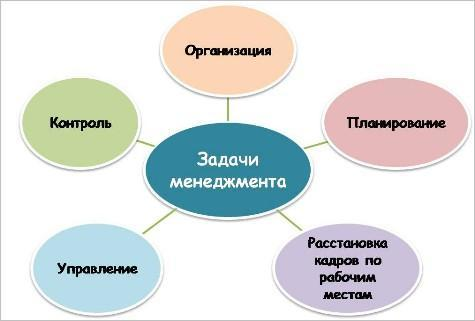 Организация
Контроль
Планирование
Задачи
менеджмента
Управление
Расстановка
кадров по
рабочим
местам